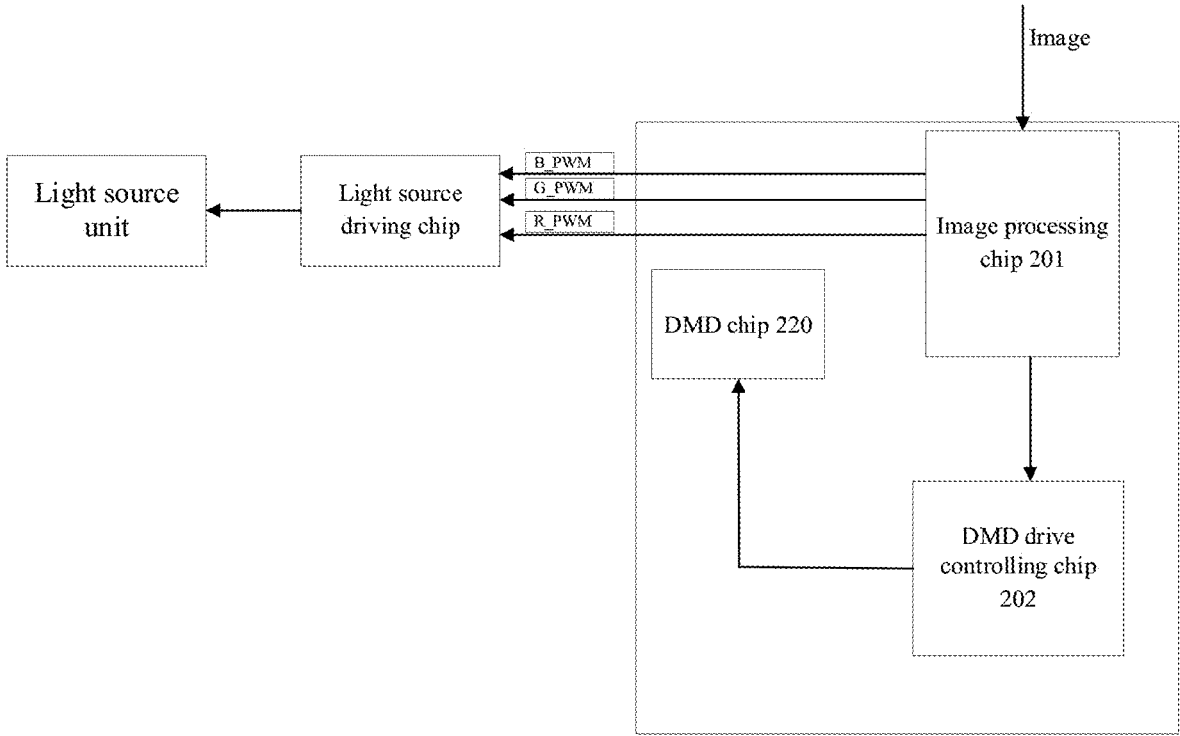 Image
B_PWM
G_PWM
R_PWM
Light source
unit
Light source
driving chip
Image processing
chip 201
DMD chip 220
DMD drive
controlling chip
202